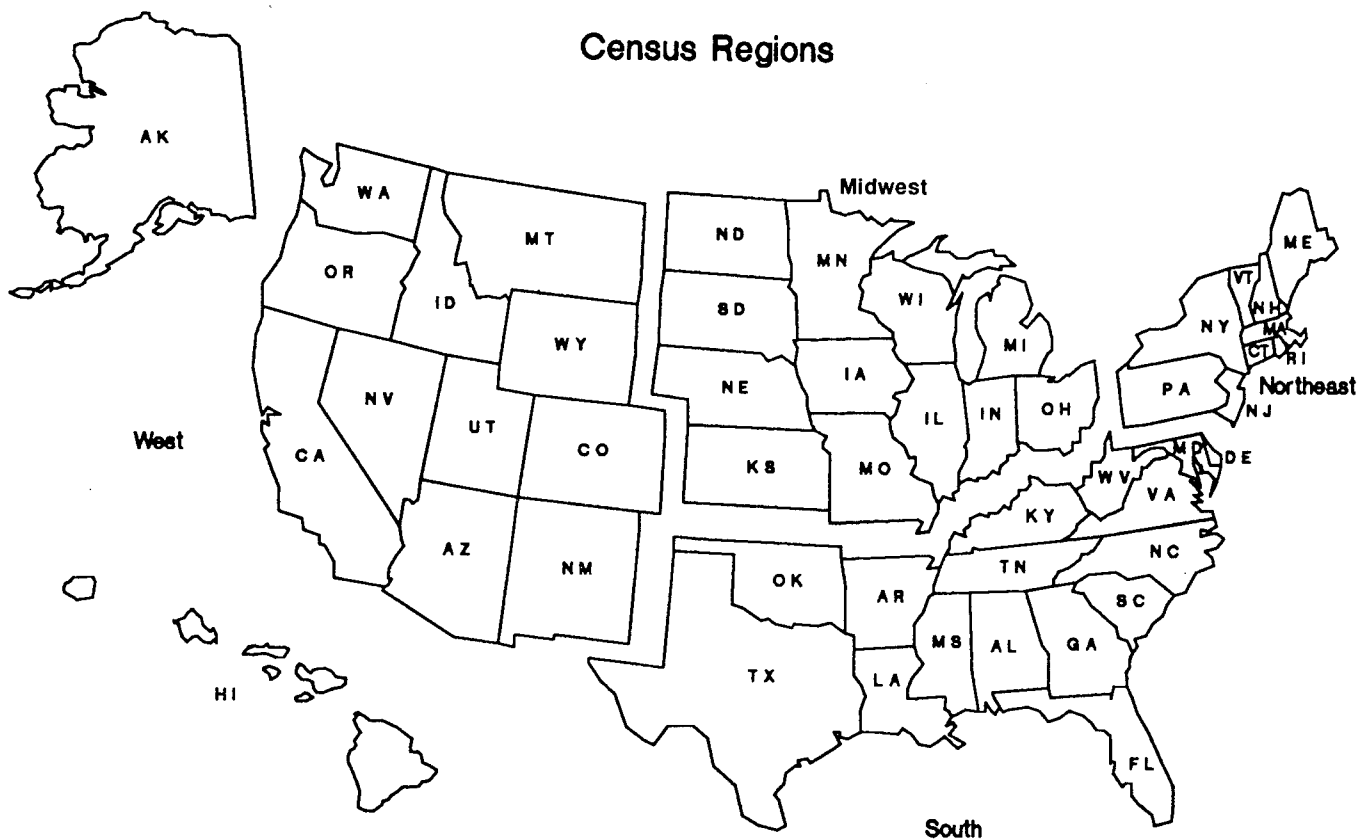 Census Regions
AK
WA
MT
OR
ID
WY
NV
UT
CO
CA
AZ
NM
West
HI
Midwest
ND
MN
SD
WI
MI
NE
IA
IL
IN
OH
KS
MO
ME
VT
NH
NY
MA
CT
RI
PA
NJ
Northeast
MD
DE
WV
VA
KY
NC
TN
SC
OK
AR
MS
AL
GA
TX
LA
FL
South